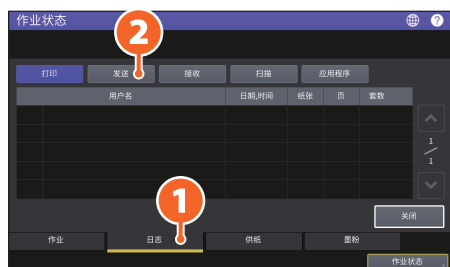 作业状态
2
打印 发送 接收 扫描 应用程序
用户名 日期,时间 纸张 页 套数
1
1
1
关闭
作业 日志 供纸 墨粉
作业状态